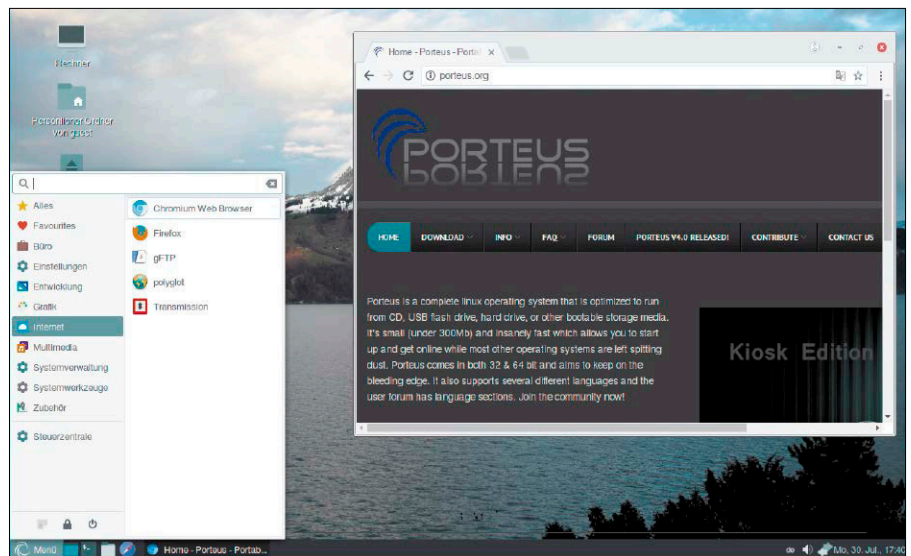 Rechner
Persönlicher Ordner
von guest
Alles
Favourites
Büro
Einstellungen
Entwicklung
Grafik
Internet
Multimedia
Systemverwaltung
Systemwerkzeuge
Zubehör
Steuerzentrale
Chromium Web Browser
Firefox
gFTP
polyglot
Transmission
Home - Porteus - Portal
porteus.org
PORTEUS
HOME DOWNLOAD INFO FAQ FORUM PORTEUS V4.0 RELEASED! CONTRIBUTE CONTACT US
Porteus is a complete linux operating system that is optimized to run
from CD, USB flash drive, hard drive, or other bootable storage media.
It's small (under 300Mb) and insanely fast which allows you to start
up and get online while most other operating systems are left spitting
dust. Porteus comes in both 32 & 64 bit and aims to keep on the
bleeding edge. It also supports several different languages and the
user forum has language sections. Join the community now!
Kiosk Edition
Menü Home - Porteus - Portab... de Mo, 30. Jul., 17:40